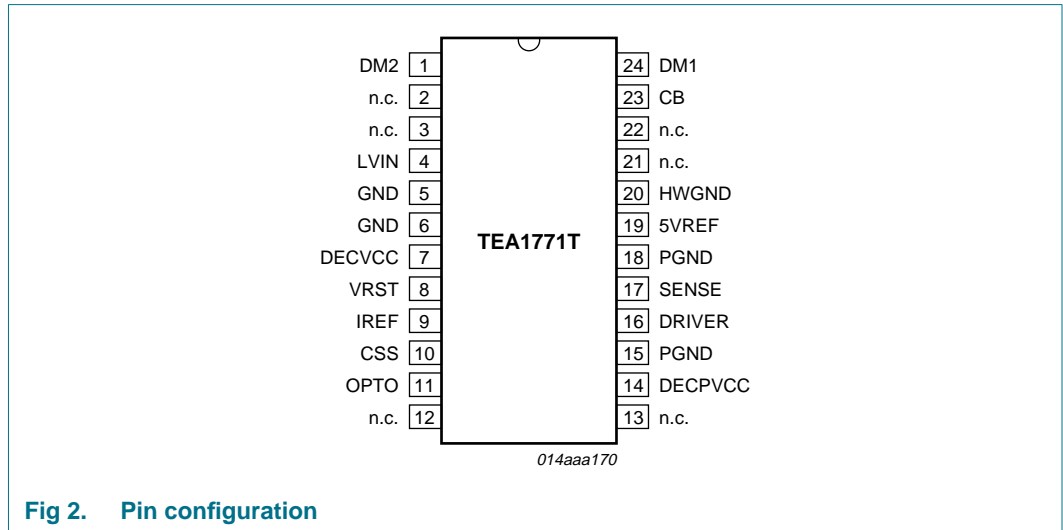 DM2 1 24 DM1
n.c. 2 23 CB
n.c. 3 22 n.c.
LVIN 4 21 n.c.
GND 5 20 HWGND
GND 6 19 5VREF
TEA1771T
DECVCC 7 18 PGND
VRST 8 17 SENSE
IREF 9 16 DRIVER
CSS 10 15 PGND
OPTO 11 14 DECPVCC
n.c. 12 13 n.c.
014aaa170
Fig 2. Pin configuration